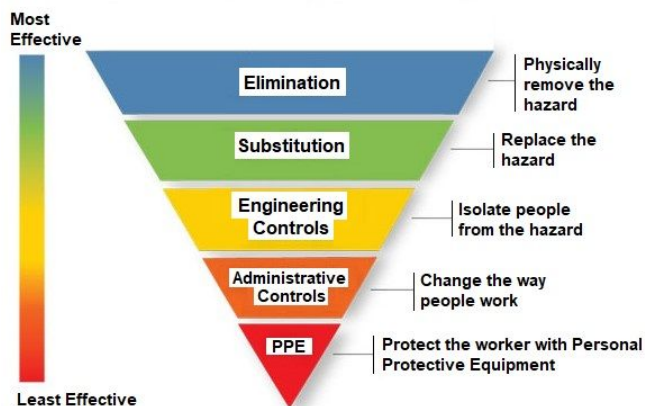 Most
Effective
Elimination
Physically
remove the
hazard
Substitution
Replace the
hazard
Engineering
Controls
Isolate people
from the hazard
Administrative
Controls
Change the way
people work
PPE
Protect the worker with Personal
Protective Equipment
Least Effective